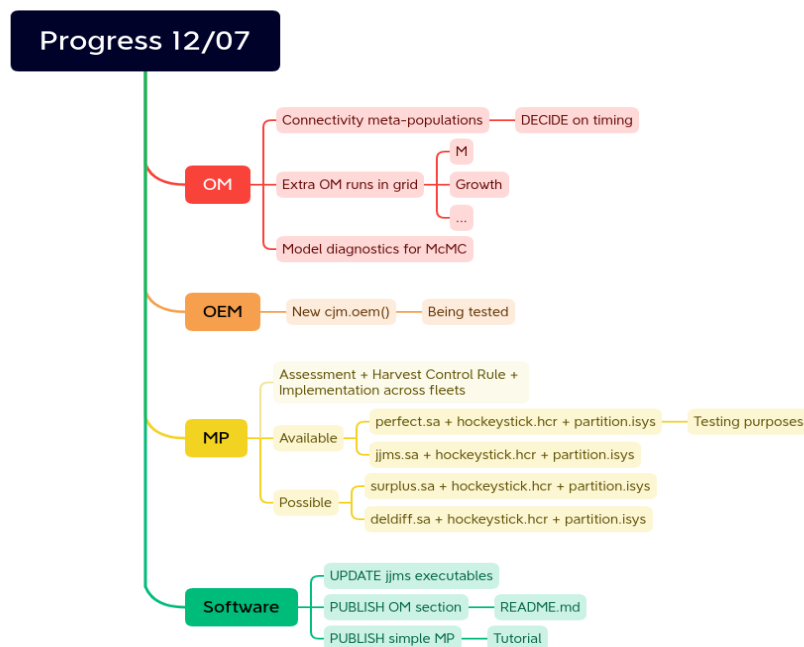 Progress 12/07
OM
Connectivity meta-populations
DECIDE on timing
Extra OM runs in grid
M
Growth
...
Model diagnostics for McMC
OEM
New cjm.oem()
Being tested
MP
Assessment + Harvest Control Rule +
Implementation across fleets
Available
perfect.sa + hockeystick.hcr + partition.isys
Testing purposes
jjms.sa + hockeystick.hcr + partition.isys
Possible
surplus.sa + hockeystick.hcr + partition.isys
deldiff.sa + hockeystick.hcr + partition.isys
Software
UPDATE jjms executables
PUBLISH OM section
README.md
PUBLISH simple MP
Tutorial